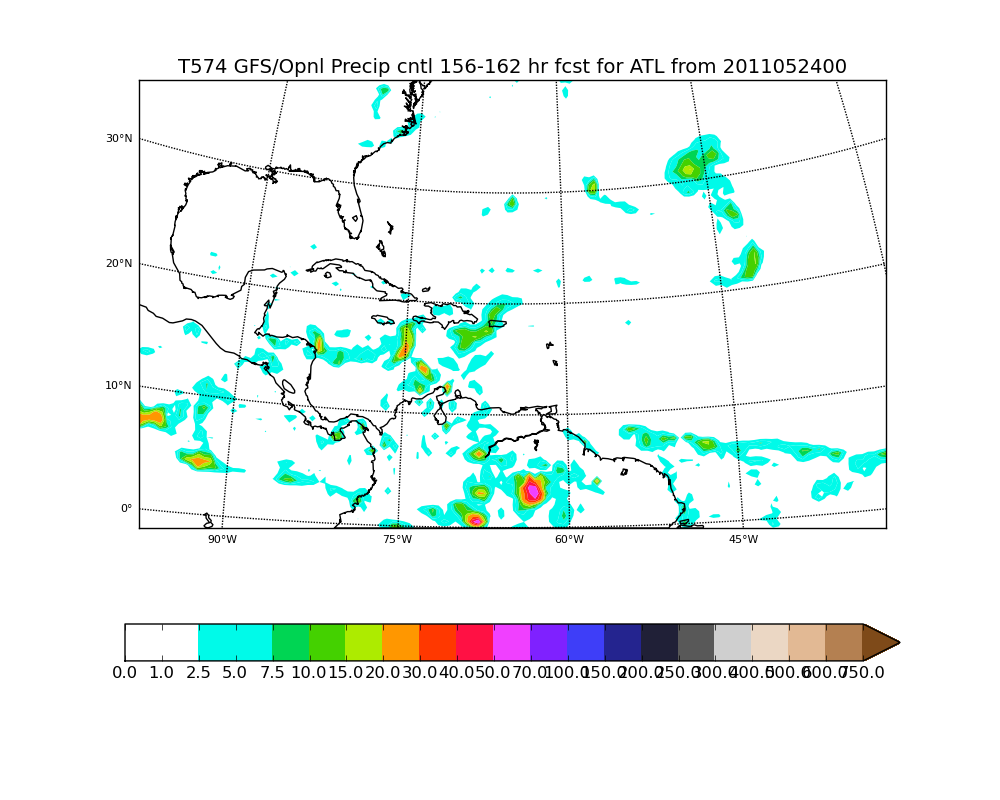 T574 GFS/Opnl Precip cntl 156-162 hr fcst for ATL from 2011052400
30°N
20°N
10°N
0°
90°W 75°W 60°W 45°W
0.0 1.0 2.5 5.0 7.5 10.0 15.0 20.0 30.0 40.0 50.0 70.0 100.0 150.0 200.0 250.0 300.0 400.0 500.0 600.0 750.0